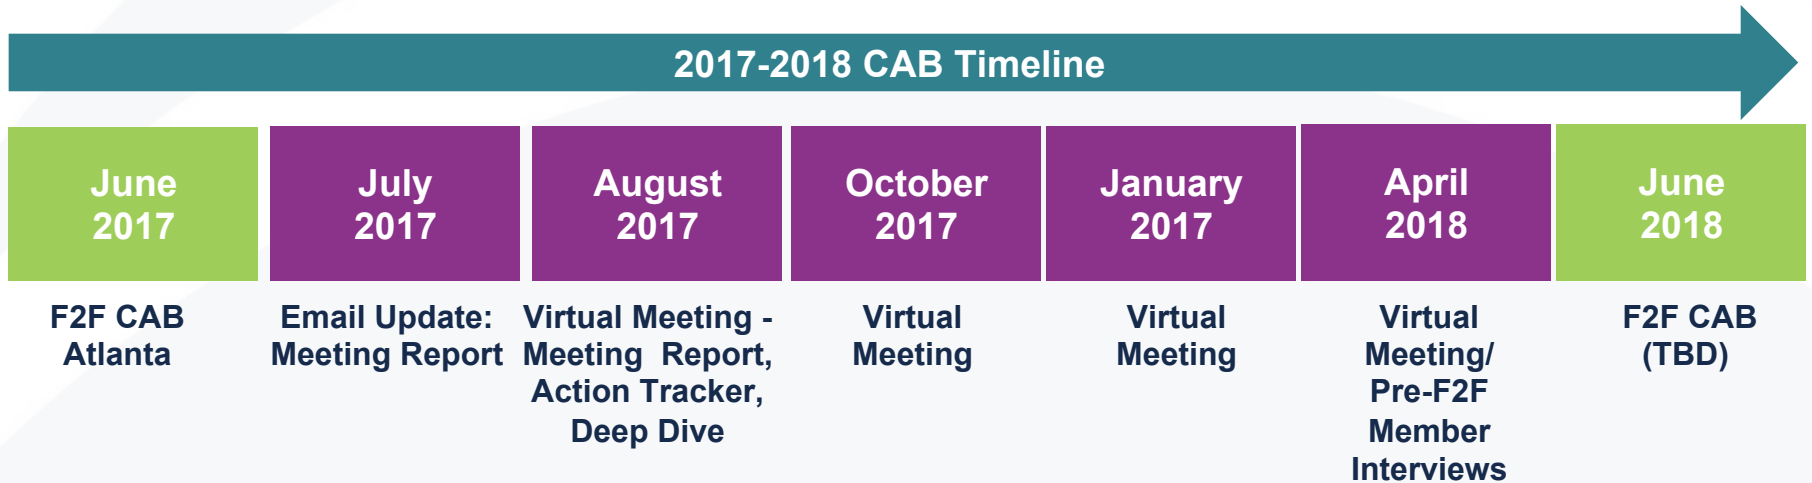 2017-2018 CAB Timeline
June
2017
July
2017
August
2017
October
2017
January
2017
April
2018
June
2018
F2F CAB
Atlanta
Email Update:
Meeting Report
Virtual Meeting -
Meeting  Report,
Action Tracker,
Deep Dive
Virtual
Meeting
Virtual
Meeting
Virtual
Meeting/
Pre-F2F
Member
Interviews
F2F CAB
(TBD)